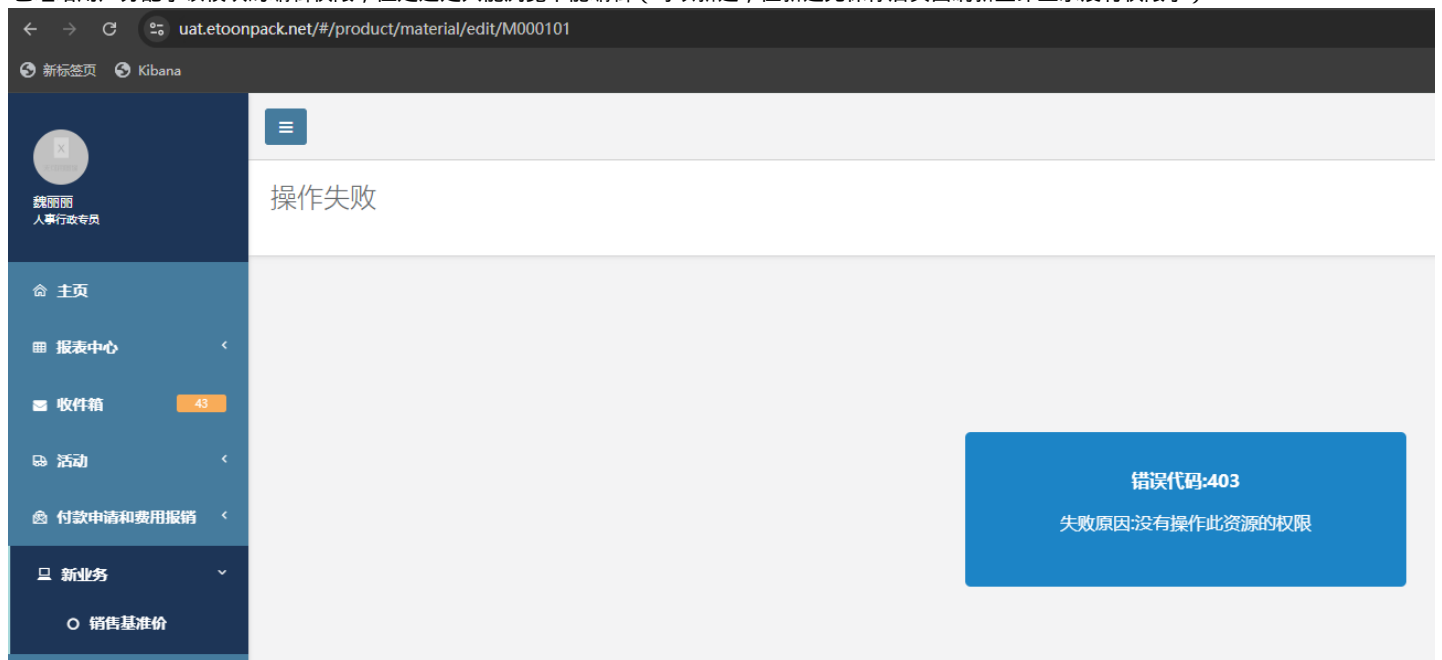 uat.etoonpack.net/#/product/material/edit/M000101
新标签页 Kibana
魏丽丽
人事行政专员
操作失败
主页
报表中心
收件箱 43
活动
付款申请和费用报销
新业务
销售基准价
错误代码:403
失败原因:没有操作此资源的权限